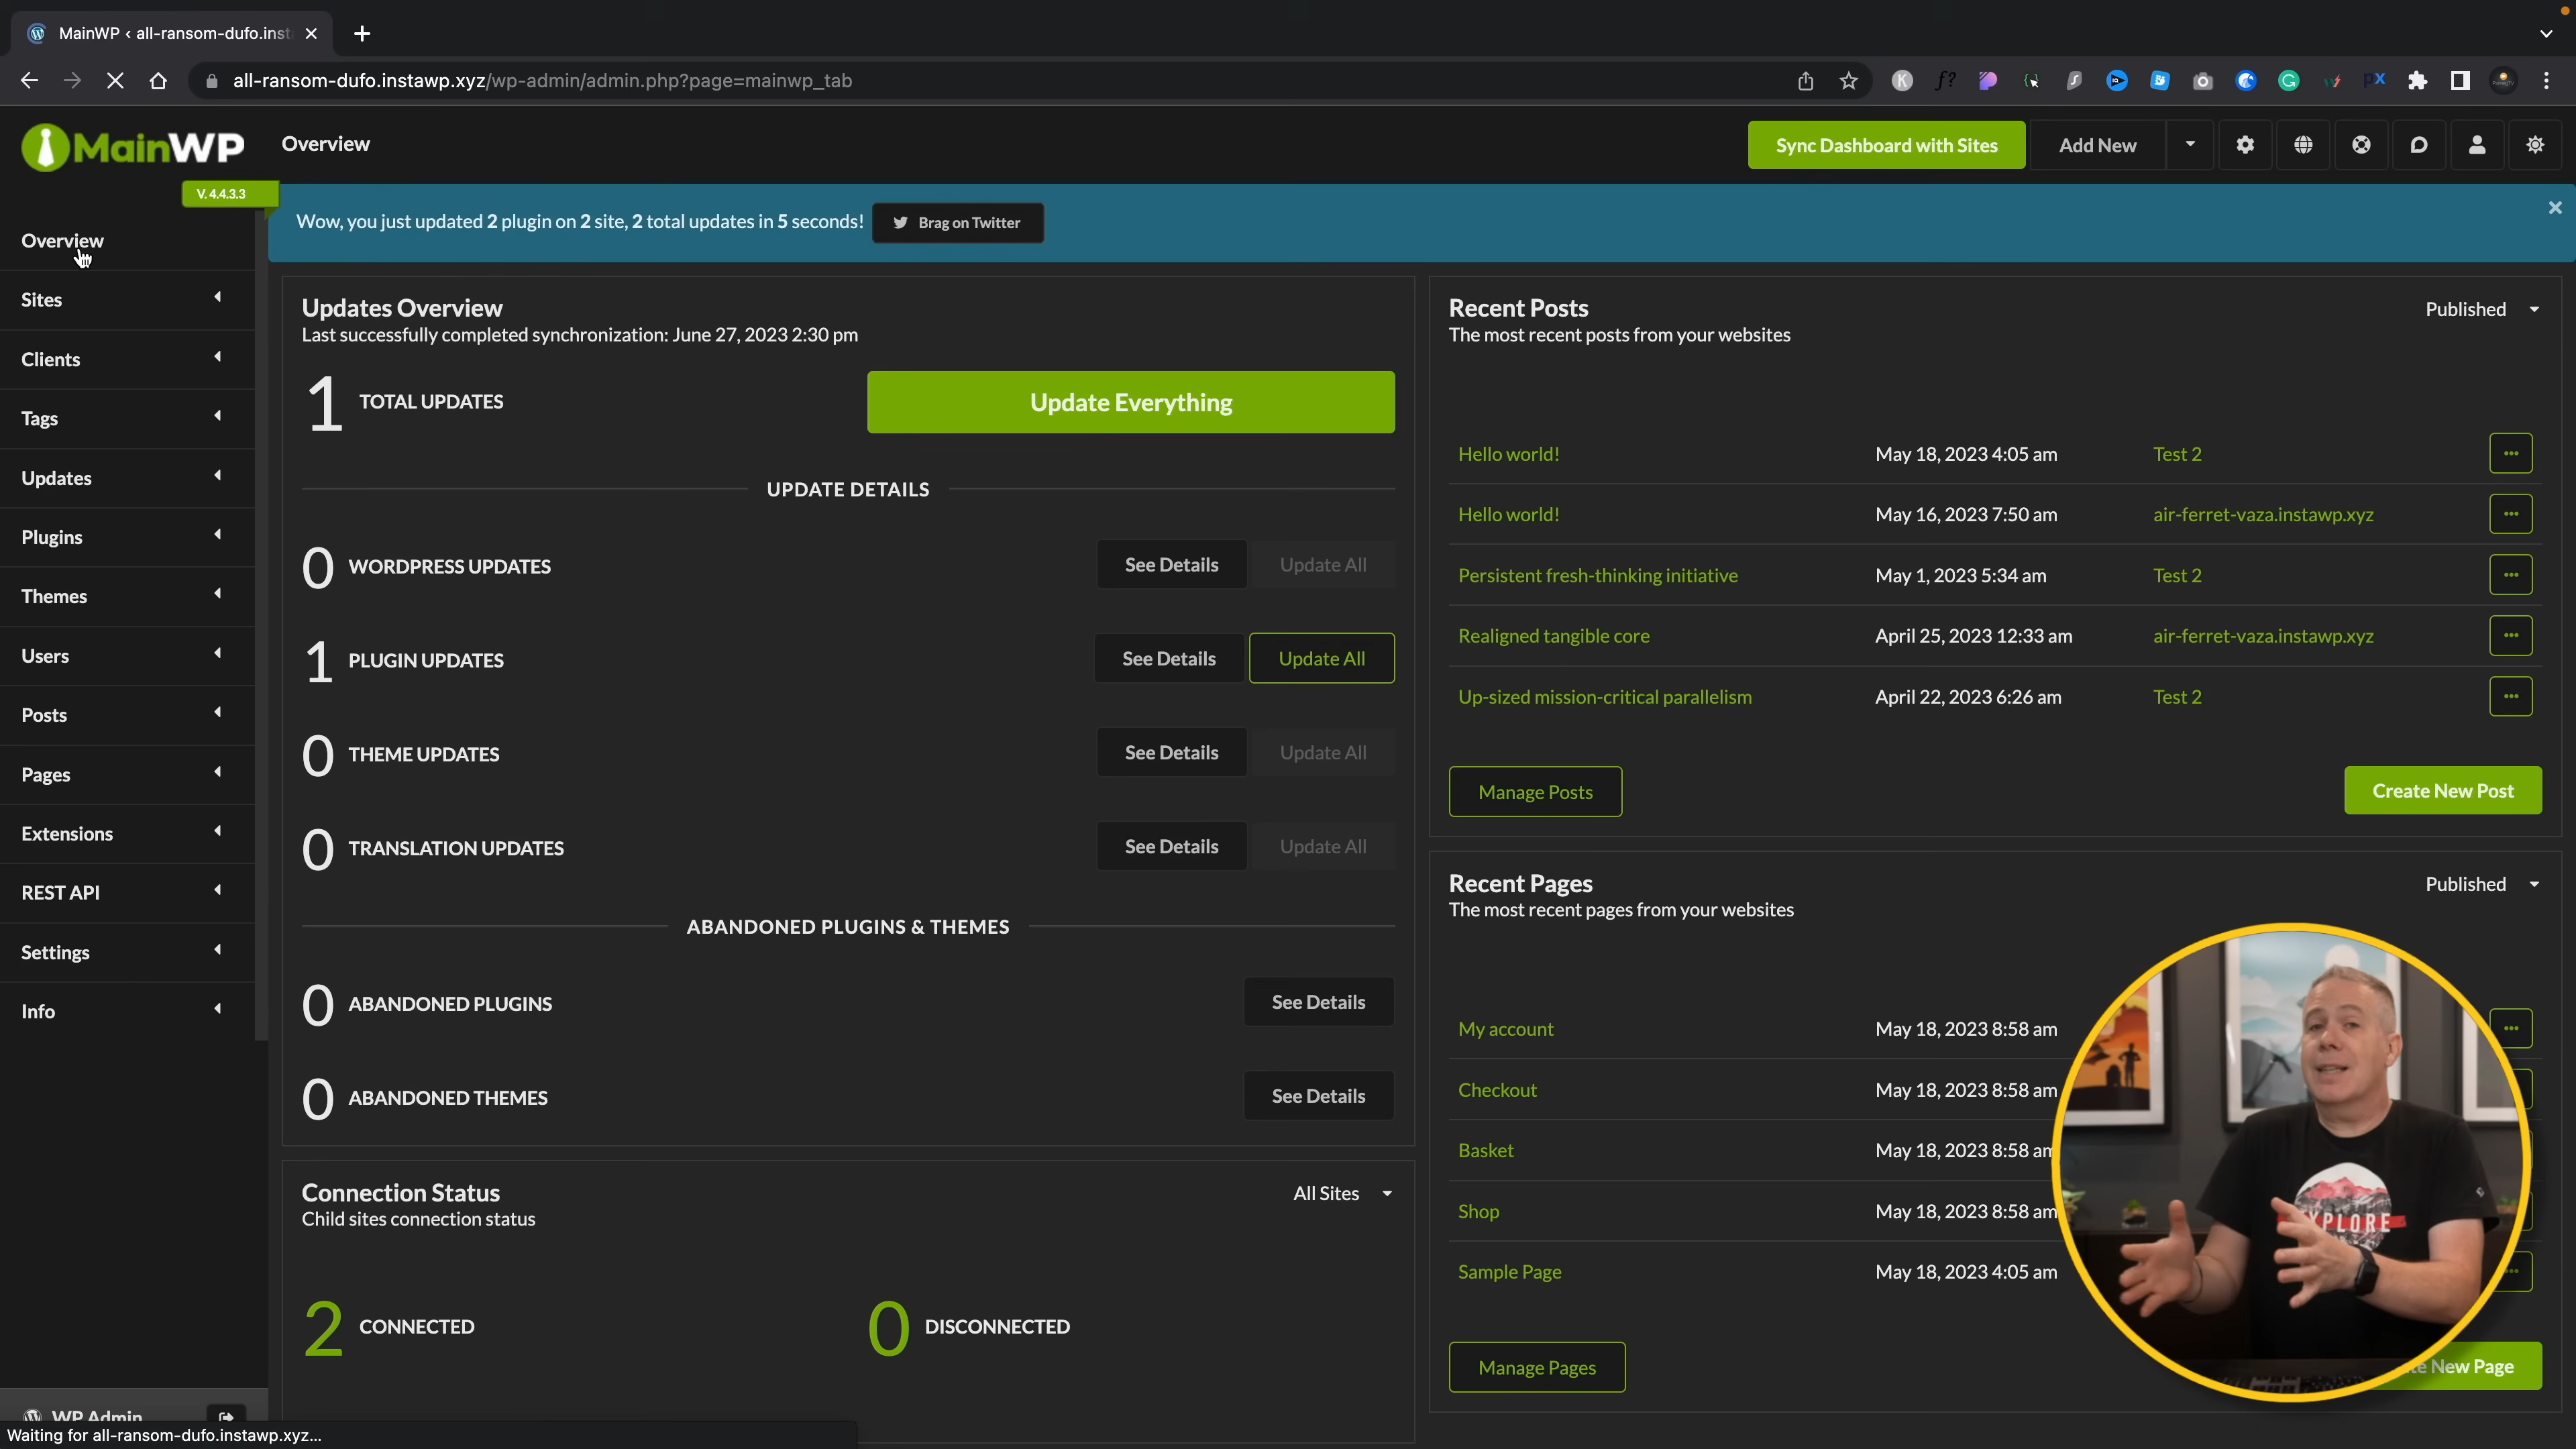 MainWP ‹ all-ransom-dufo.inst
all-ransom-dufo.instawp.xyz/wp-admin/admin.php?page=mainwp_tab
MainWP
V. 4.4.3.3
Overview
Sync Dashboard with Sites
Add New
Wow, you just updated 2 plugin on 2 site, 2 total updates in 5 seconds!
Brag on Twitter
Overview
Sites
Clients
Tags
Updates
Plugins
Themes
Users
Posts
Pages
Extensions
REST API
Settings
Info
WP Admin
Waiting for all-ransom-dufo.instawp.xyz...
Updates Overview
Last successfully completed synchronization: June 27, 2023 2:30 pm
1 TOTAL UPDATES
Update Everything
UPDATE DETAILS
0 WORDPRESS UPDATES See Details Update All
1 PLUGIN UPDATES See Details Update All
0 THEME UPDATES See Details Update All
0 TRANSLATION UPDATES See Details Update All
ABANDONED PLUGINS & THEMES
0 ABANDONED PLUGINS See Details
0 ABANDONED THEMES See Details
Connection Status
All Sites
Child sites connection status
2 CONNECTED 0 DISCONNECTED
Recent Posts
Published
The most recent posts from your websites
Hello world! May 18, 2023 4:05 am Test 2
Hello world! May 16, 2023 7:50 am air-ferret-vaza.instawp.xyz
Persistent fresh-thinking initiative May 1, 2023 5:34 am Test 2
Realigned tangible core April 25, 2023 12:33 am air-ferret-vaza.instawp.xyz
Up-sized mission-critical parallelism April 22, 2023 6:26 am Test 2
Manage Posts
Create New Post
Recent Pages
Published
The most recent pages from your websites
My account May 18, 2023 8:58 am
Checkout May 18, 2023 8:58 am
Basket May 18, 2023 8:58 am
Shop May 18, 2023 8:58 am
Sample Page May 18, 2023 4:05 am
Manage Pages
New Page
EXPLORE